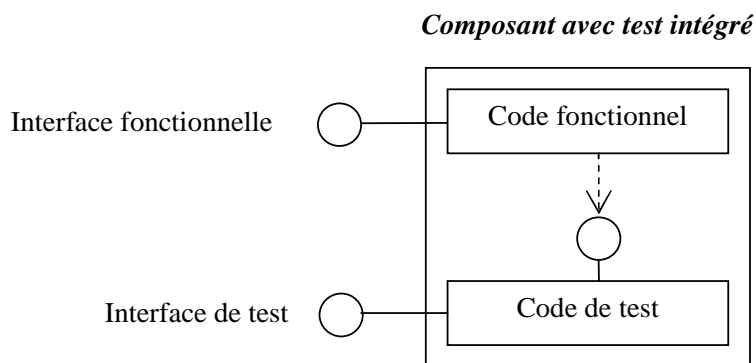 Composant avec test intégré
Interface fonctionnelle
Code fonctionnel
Interface de test
Code de test